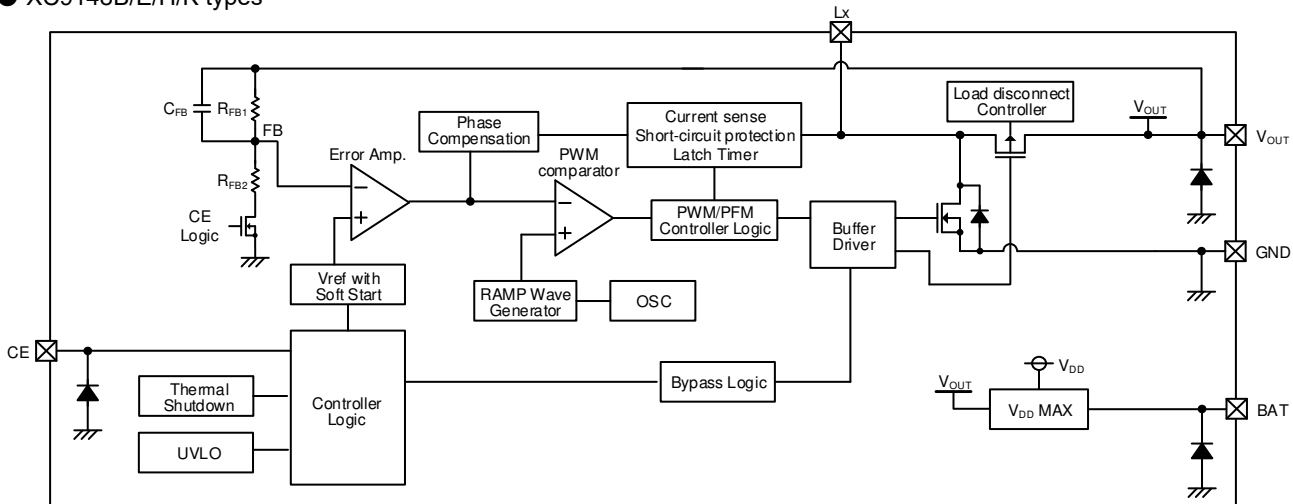 Lx
Load disconnect
Controller
VOUT
VOUT
CFB
RFB1
FB
Phase
Compensation
Current sense
Short-circuit protection
Latch Timer
Error Amp.
PWM
comparator
RFB2
CE
Logic
PWM/PFM
Controller Logic
Buffer
Driver
GND
Vref with
Soft Start
RAMP Wave
Generator
OSC
CE
Thermal
Shutdown
UVLO
Controller
Logic
Bypass Logic
VOUT
VDD
VDD MAX
BAT